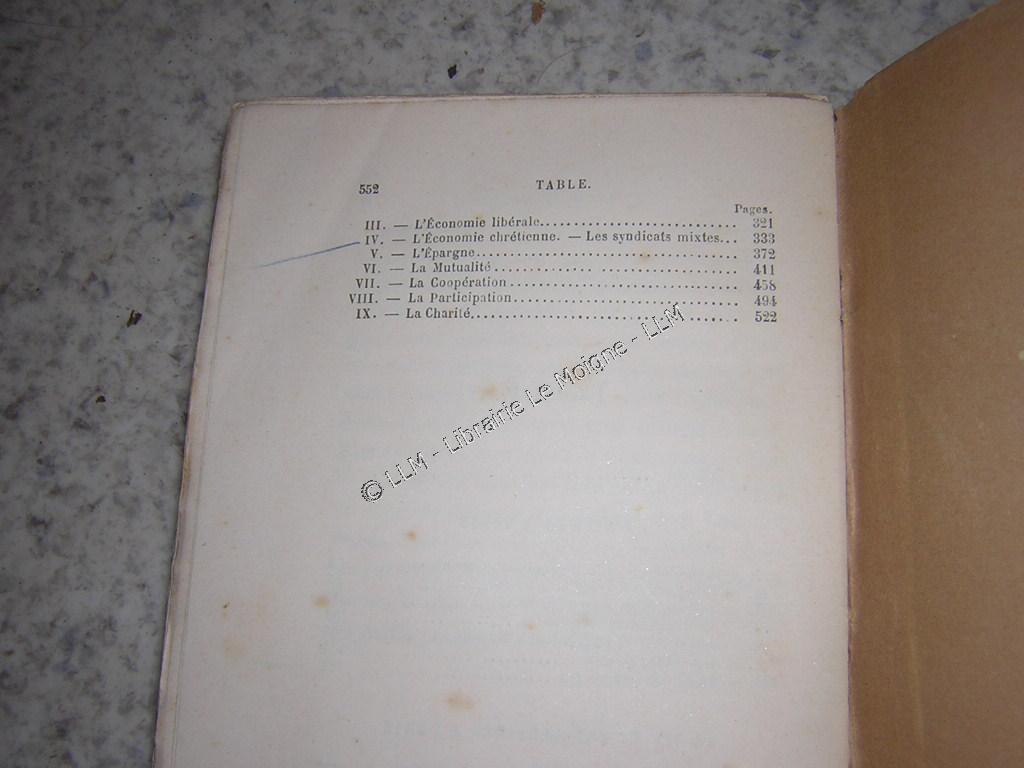 552 TABLE.
Pages.
III. — L'Économie libérale............................ 321
IV. — L'Économie chrétienne. — Les syndicats mixtes... 333
V. — L'Épargne...................................... 372
VI. — La Mutualité................................... 411
VII. — La Coopération................................ 458
VIII. — La Participation.............................. 494
IX. — La Charité..................................... 522
© LLM - Librairie Le Moigne - LLM